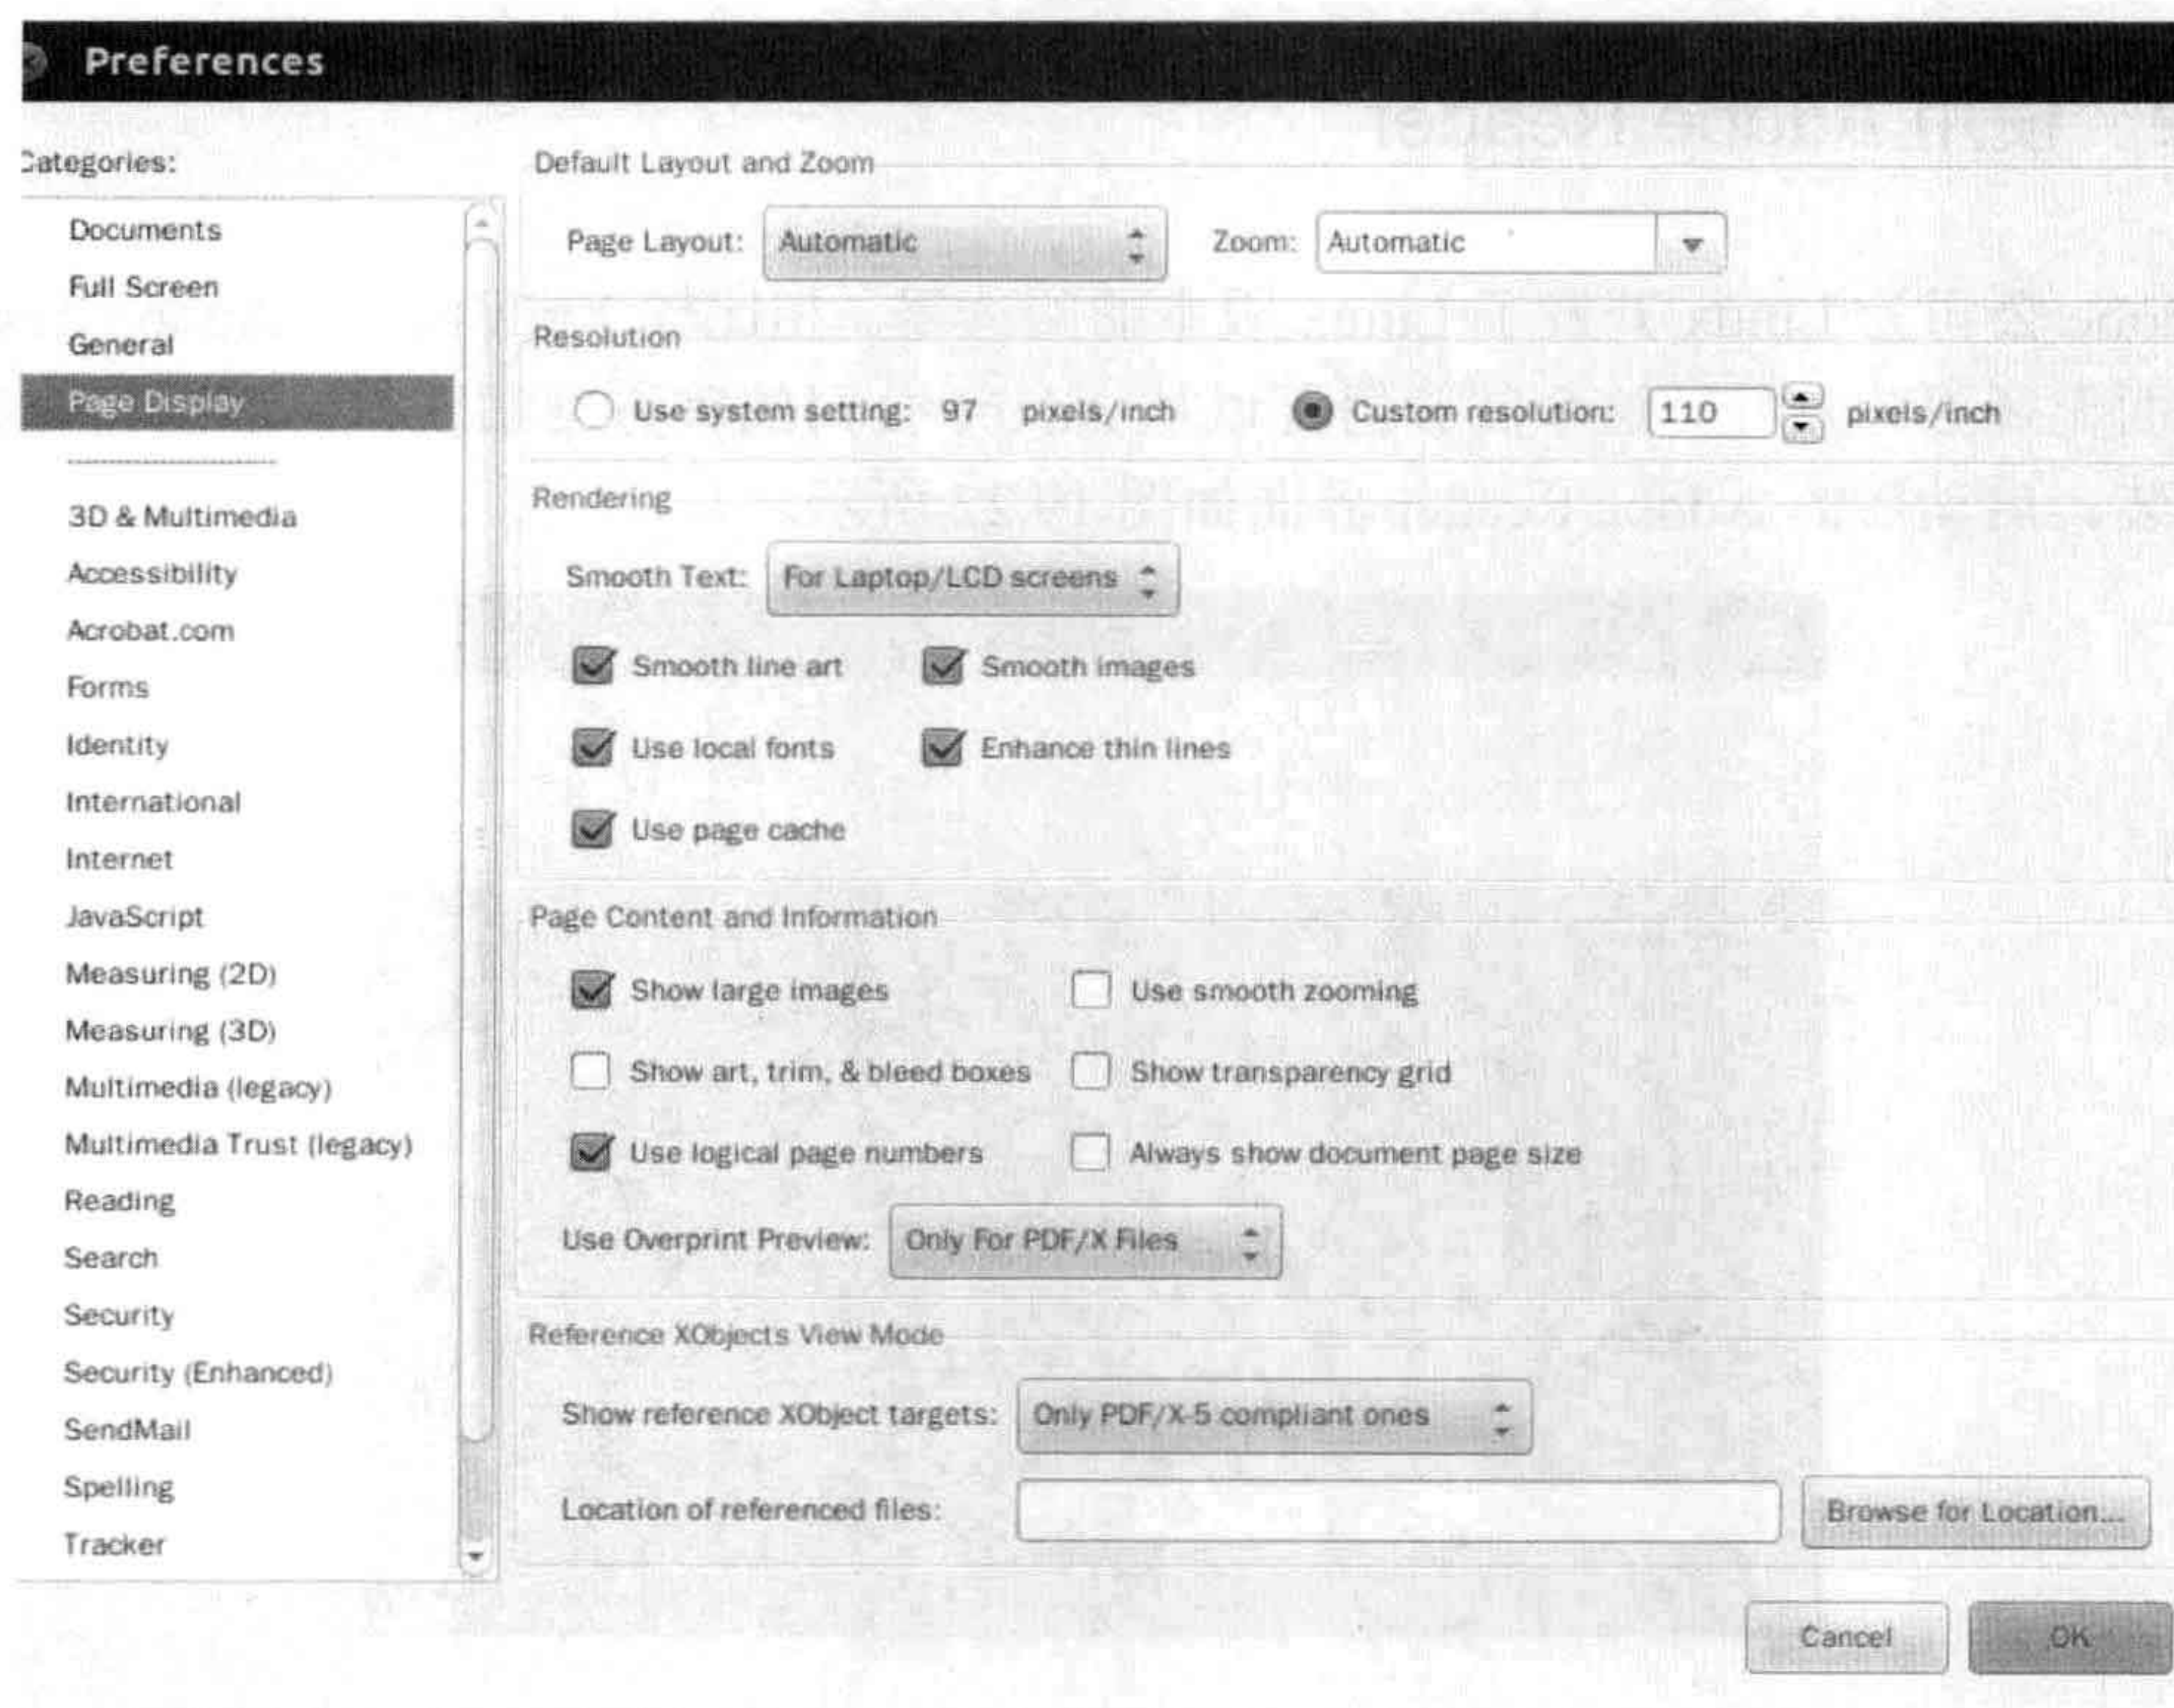 Preferences
Categories:
Documents
Full Screen
General
Page Display
3D & Multimedia
Accessibility
Acrobat.com
Forms
Identity
International
Internet
JavaScript
Measuring (2D)
Measuring (3D)
Multimedia (legacy)
Multimedia Trust (legacy)
Reading
Search
Security
Security (Enhanced)
SendMail
Spelling
Tracker
Default Layout and Zoom
Page Layout: Automatic Zoom: Automatic
Resolution
Use system setting: 97 pixels/inch Custom resolution: 110 pixels/inch
Rendering
Smooth Text: For Laptop/LCD screens
Smooth line art Smooth images
Use local fonts Enhance thin lines
Use page cache
Page Content and Information
Show large images Use smooth zooming
Show art, trim, & bleed boxes Show transparency grid
Use logical page numbers Always show document page size
Use Overprint Preview: Only For PDF/X Files
Reference XObjects View Mode
Show reference XObject targets: Only PDF/X-5 compliant ones
Location of referenced files: Browse for Location...
Cancel OK